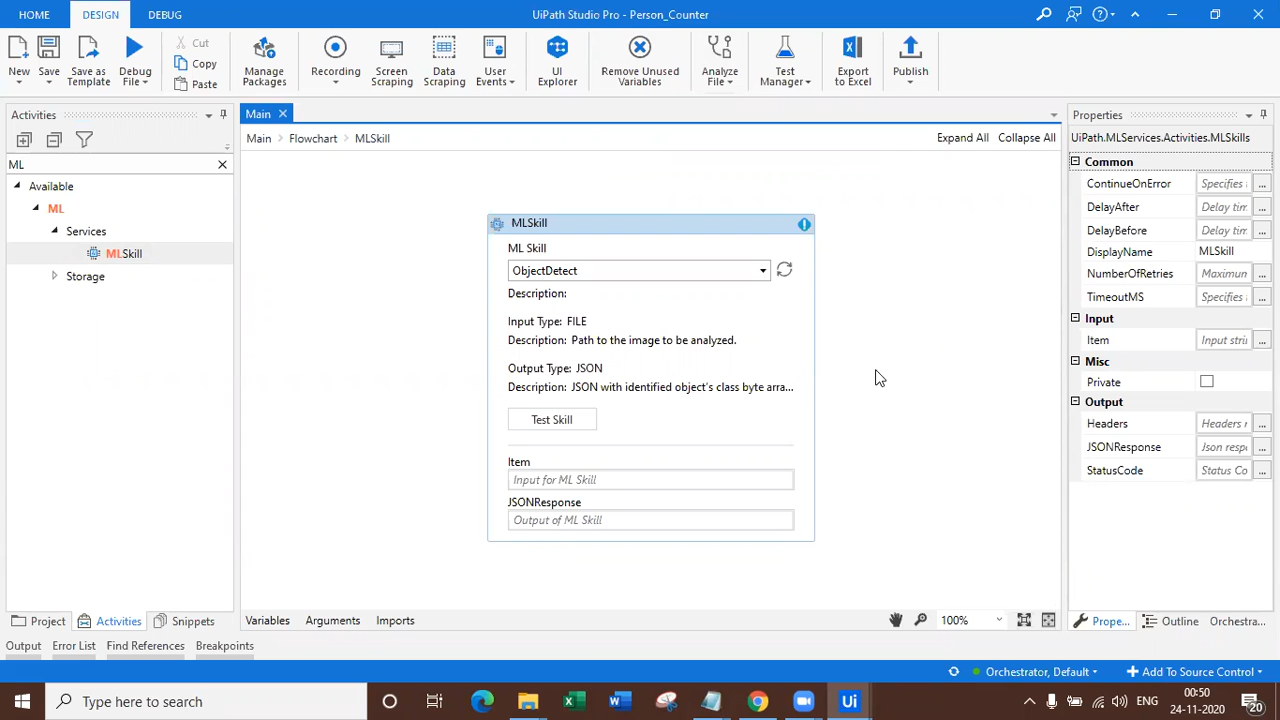 HOME DESIGN DEBUG UiPath Studio Pro - Person_Counter
New Save Save as Template Debug File Cut Copy Paste Manage Packages Recording Screen Scraping Data Scraping User Events UI Explorer Remove Unused Variables Analyze File Test Manager Export to Excel Publish
Activities
ML
Available
ML
Services
MLSkill
Storage
Project Activities Snippets
Main
Main Flowchart MLSkill Expand All Collapse All
MLSkill
ML Skill
ObjectDetect
Description:
Input Type: FILE
Description: Path to the image to be analyzed.
Output Type: JSON
Description: JSON with identified object's class byte arra...
Test Skill
Item
Input for ML Skill
JSONResponse
Output of ML Skill
Variables Arguments Imports 100%
Properties
UiPath.MLServices.Activities.MLSkills
Common
ContinueOnError Specifies ...
DelayAfter Delay tim ...
DelayBefore Delay tim ...
DisplayName MLSkill
NumberOfRetries Maximun ...
TimeoutMS Specifies ...
Input
Item Input stri ...
Misc
Private
Output
Headers Headers r ...
JSONResponse Json resp ...
StatusCode Status Co ...
Prope... Outline Orchestra...
Output Error List Find References Breakpoints
Orchestrator, Default Add To Source Control
Type here to search
ENG 00:50
24-11-2020 20